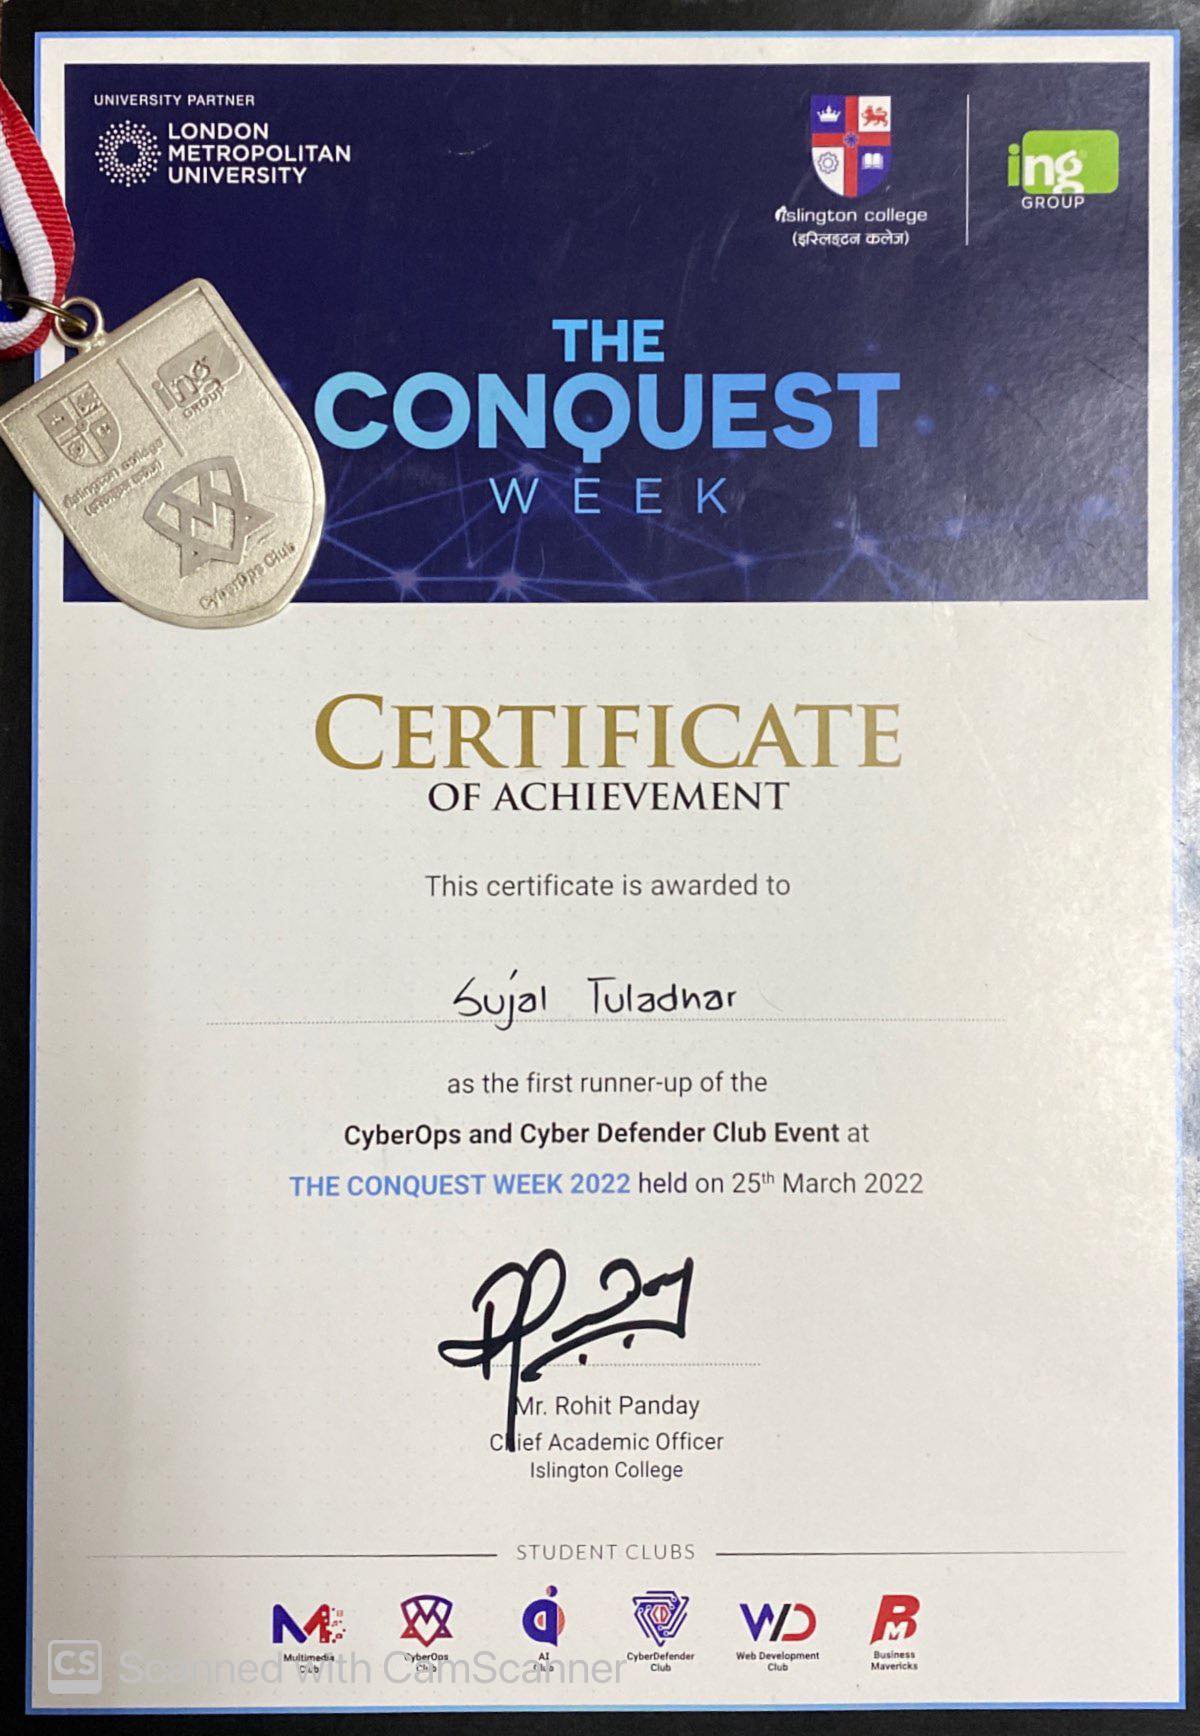 UNIVERSITY PARTNER
LONDON
METROPOLITAN
UNIVERSITY
islington college
(इस्लिङ्टन कलेज)
ing
GROUP
THE
CONQUEST
WEEK
ing
GROUP
islington college
(इस्लिङ्टन कलेज)
CyberOps Club
CERTIFICATE
OF ACHIEVEMENT
This certificate is awarded to
Sujal Tuladhar
as the first runner-up of the
CyberOps and Cyber Defender Club Event at
THE CONQUEST WEEK 2022 held on 25th March 2022
Mr. Rohit Panday
Chief Academic Officer
Islington College
STUDENT CLUBS
Multimedia Club
CyberOps Club
AI Club
CyberDefender Club
Web Development Club
Business Mavericks
CS Scanned with CamScanner